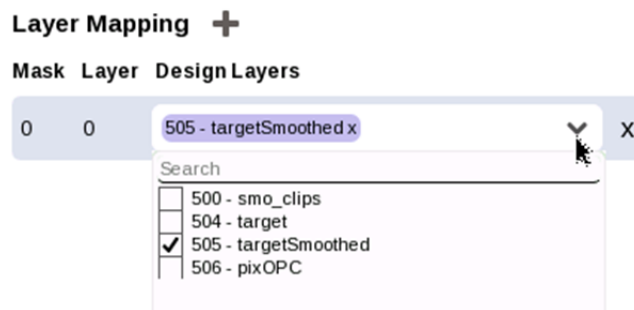 Layer Mapping +
Mask Layer Design Layers
0 0 505 - targetSmoothed x X
Search
500 - smo_clips
504 - target
505 - targetSmoothed
506 - pixOPC